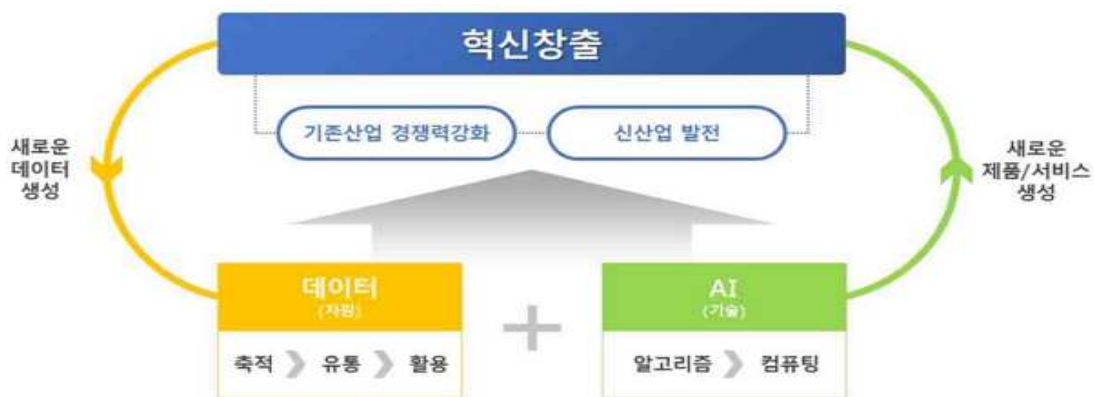 혁신창출
기존산업 경쟁력강화
신산업 발전
새로운
데이터
생성
새로운
제품/서비스
생성
데이터
AI
(기술)
축적
유통
활용
알고리즘
컴퓨팅